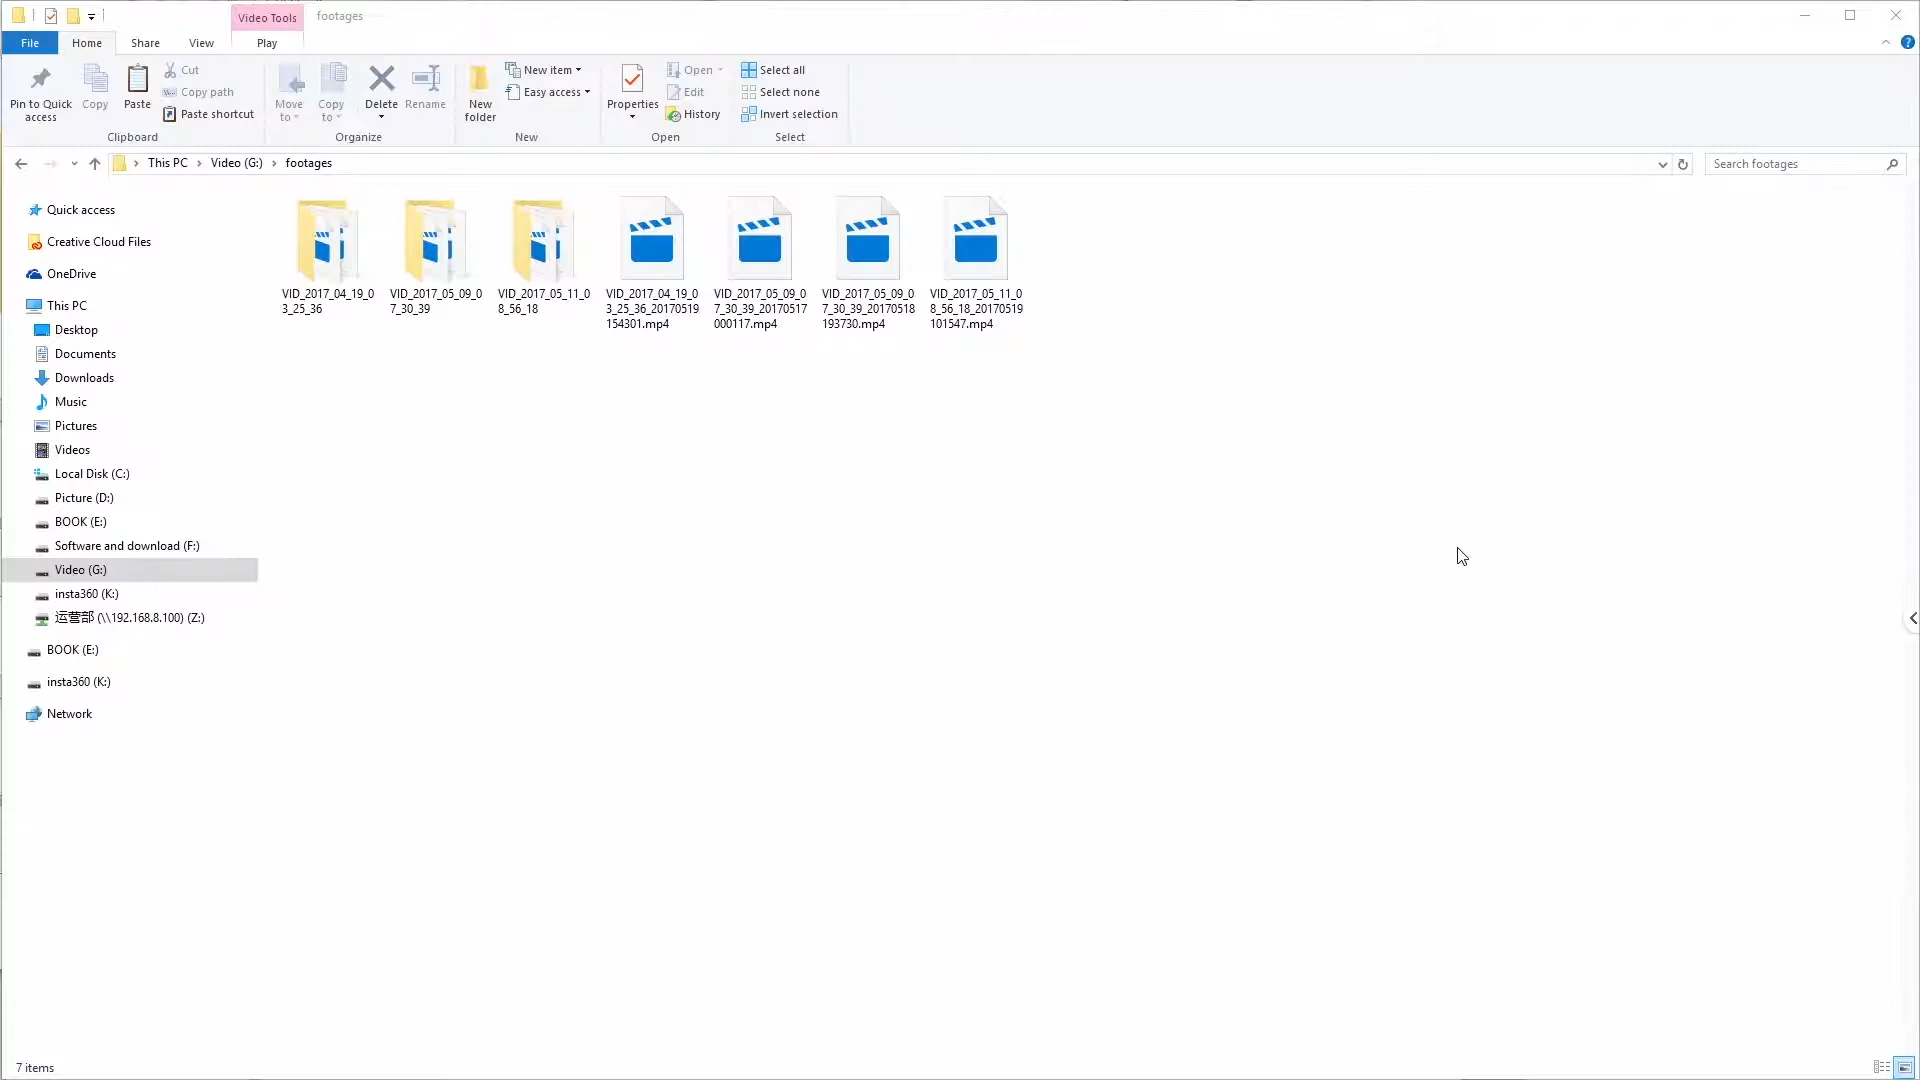 Video Tools
footages
File
Home
Share
View
Play
Pin to Quick
access
Copy
Paste
Cut
Copy path
Paste shortcut
Clipboard
Move
to
Copy
to
Delete
Rename
Organize
New
folder
New item
Easy access
New
Properties
Open
Edit
History
Open
Select all
Select none
Invert selection
Select
This PC
Video (G:)
footages
Search footages
Quick access
Creative Cloud Files
OneDrive
This PC
Desktop
Documents
Downloads
Music
Pictures
Videos
Local Disk (C:)
Picture (D:)
BOOK (E:)
Software and download (F:)
Video (G:)
insta360 (K:)
运营部 (\\192.168.8.100) (Z:)
BOOK (E:)
insta360 (K:)
Network
VID_2017_04_19_0
3_25_36
VID_2017_05_09_0
7_30_39
VID_2017_05_11_0
8_56_18
VID_2017_04_19_0
3_25_36_20170519
154301.mp4
VID_2017_05_09_0
7_30_39_20170517
000117.mp4
VID_2017_05_09_0
7_30_39_20170518
193730.mp4
VID_2017_05_11_0
8_56_18_20170519
101547.mp4
7 items